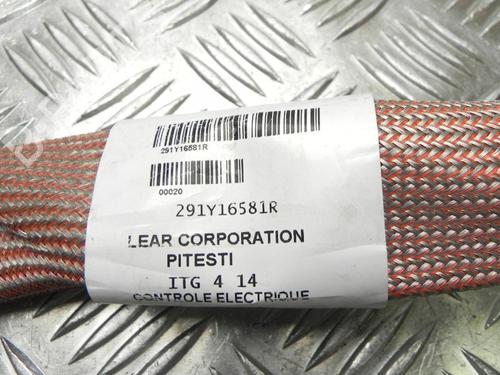 291Y16581R
00020
291Y16581R
LEAR CORPORATION
PITESTI
ITG 4 14
CONTROLE ELECTRIQUE